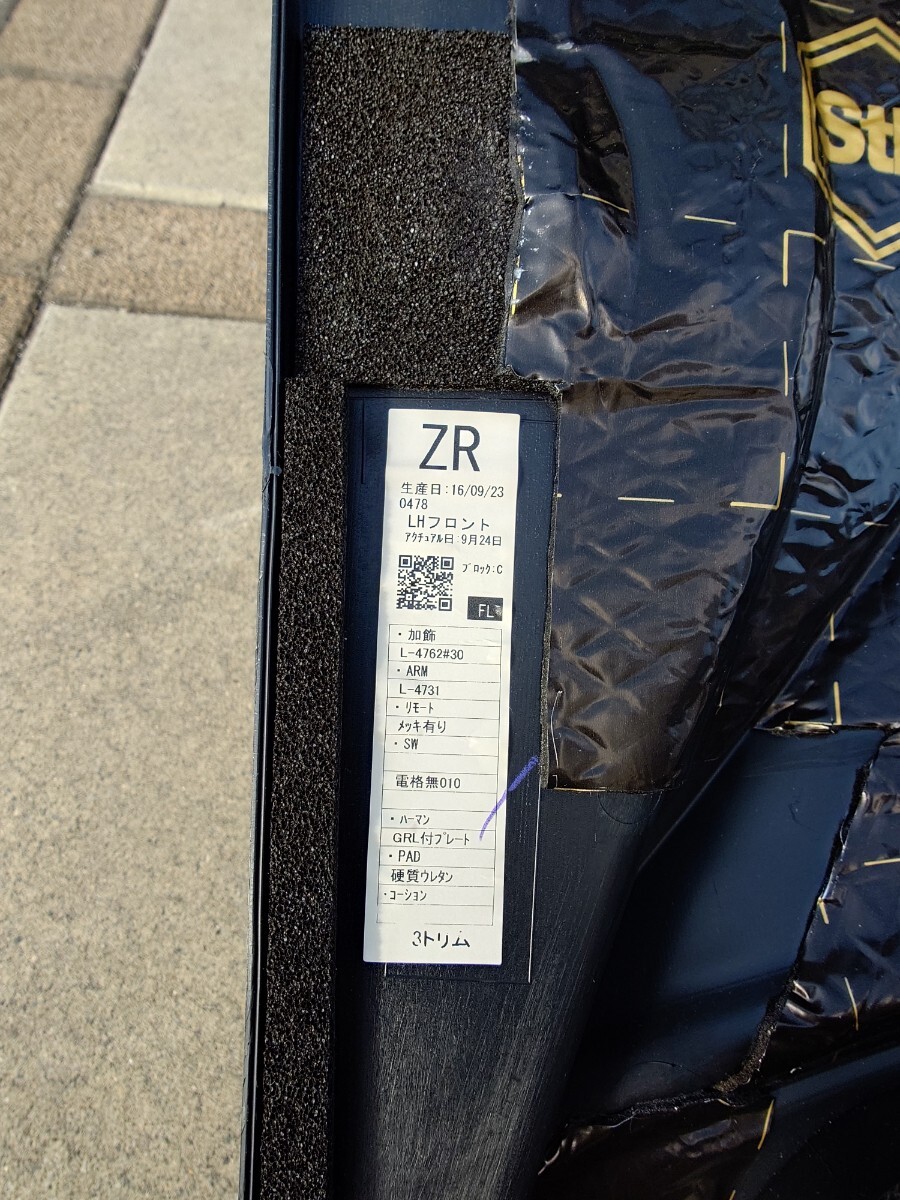 St
ZR
生産日:16/09/23
0478
LHフロント
ｱｸﾁｭｱﾙ日:9月24日
ﾌﾞﾛｯｸ:C
FL
・加飾
L-4762#30
・ARM
L-4731
・ﾘﾓｰﾄ
ﾒｯｷ有り
・SW
電格無010
・ﾊｰﾏﾝ
GRL付ﾌﾟﾚｰﾄ
・PAD
硬質ｳﾚﾀﾝ
・ｺｰｼｮﾝ
3トリム